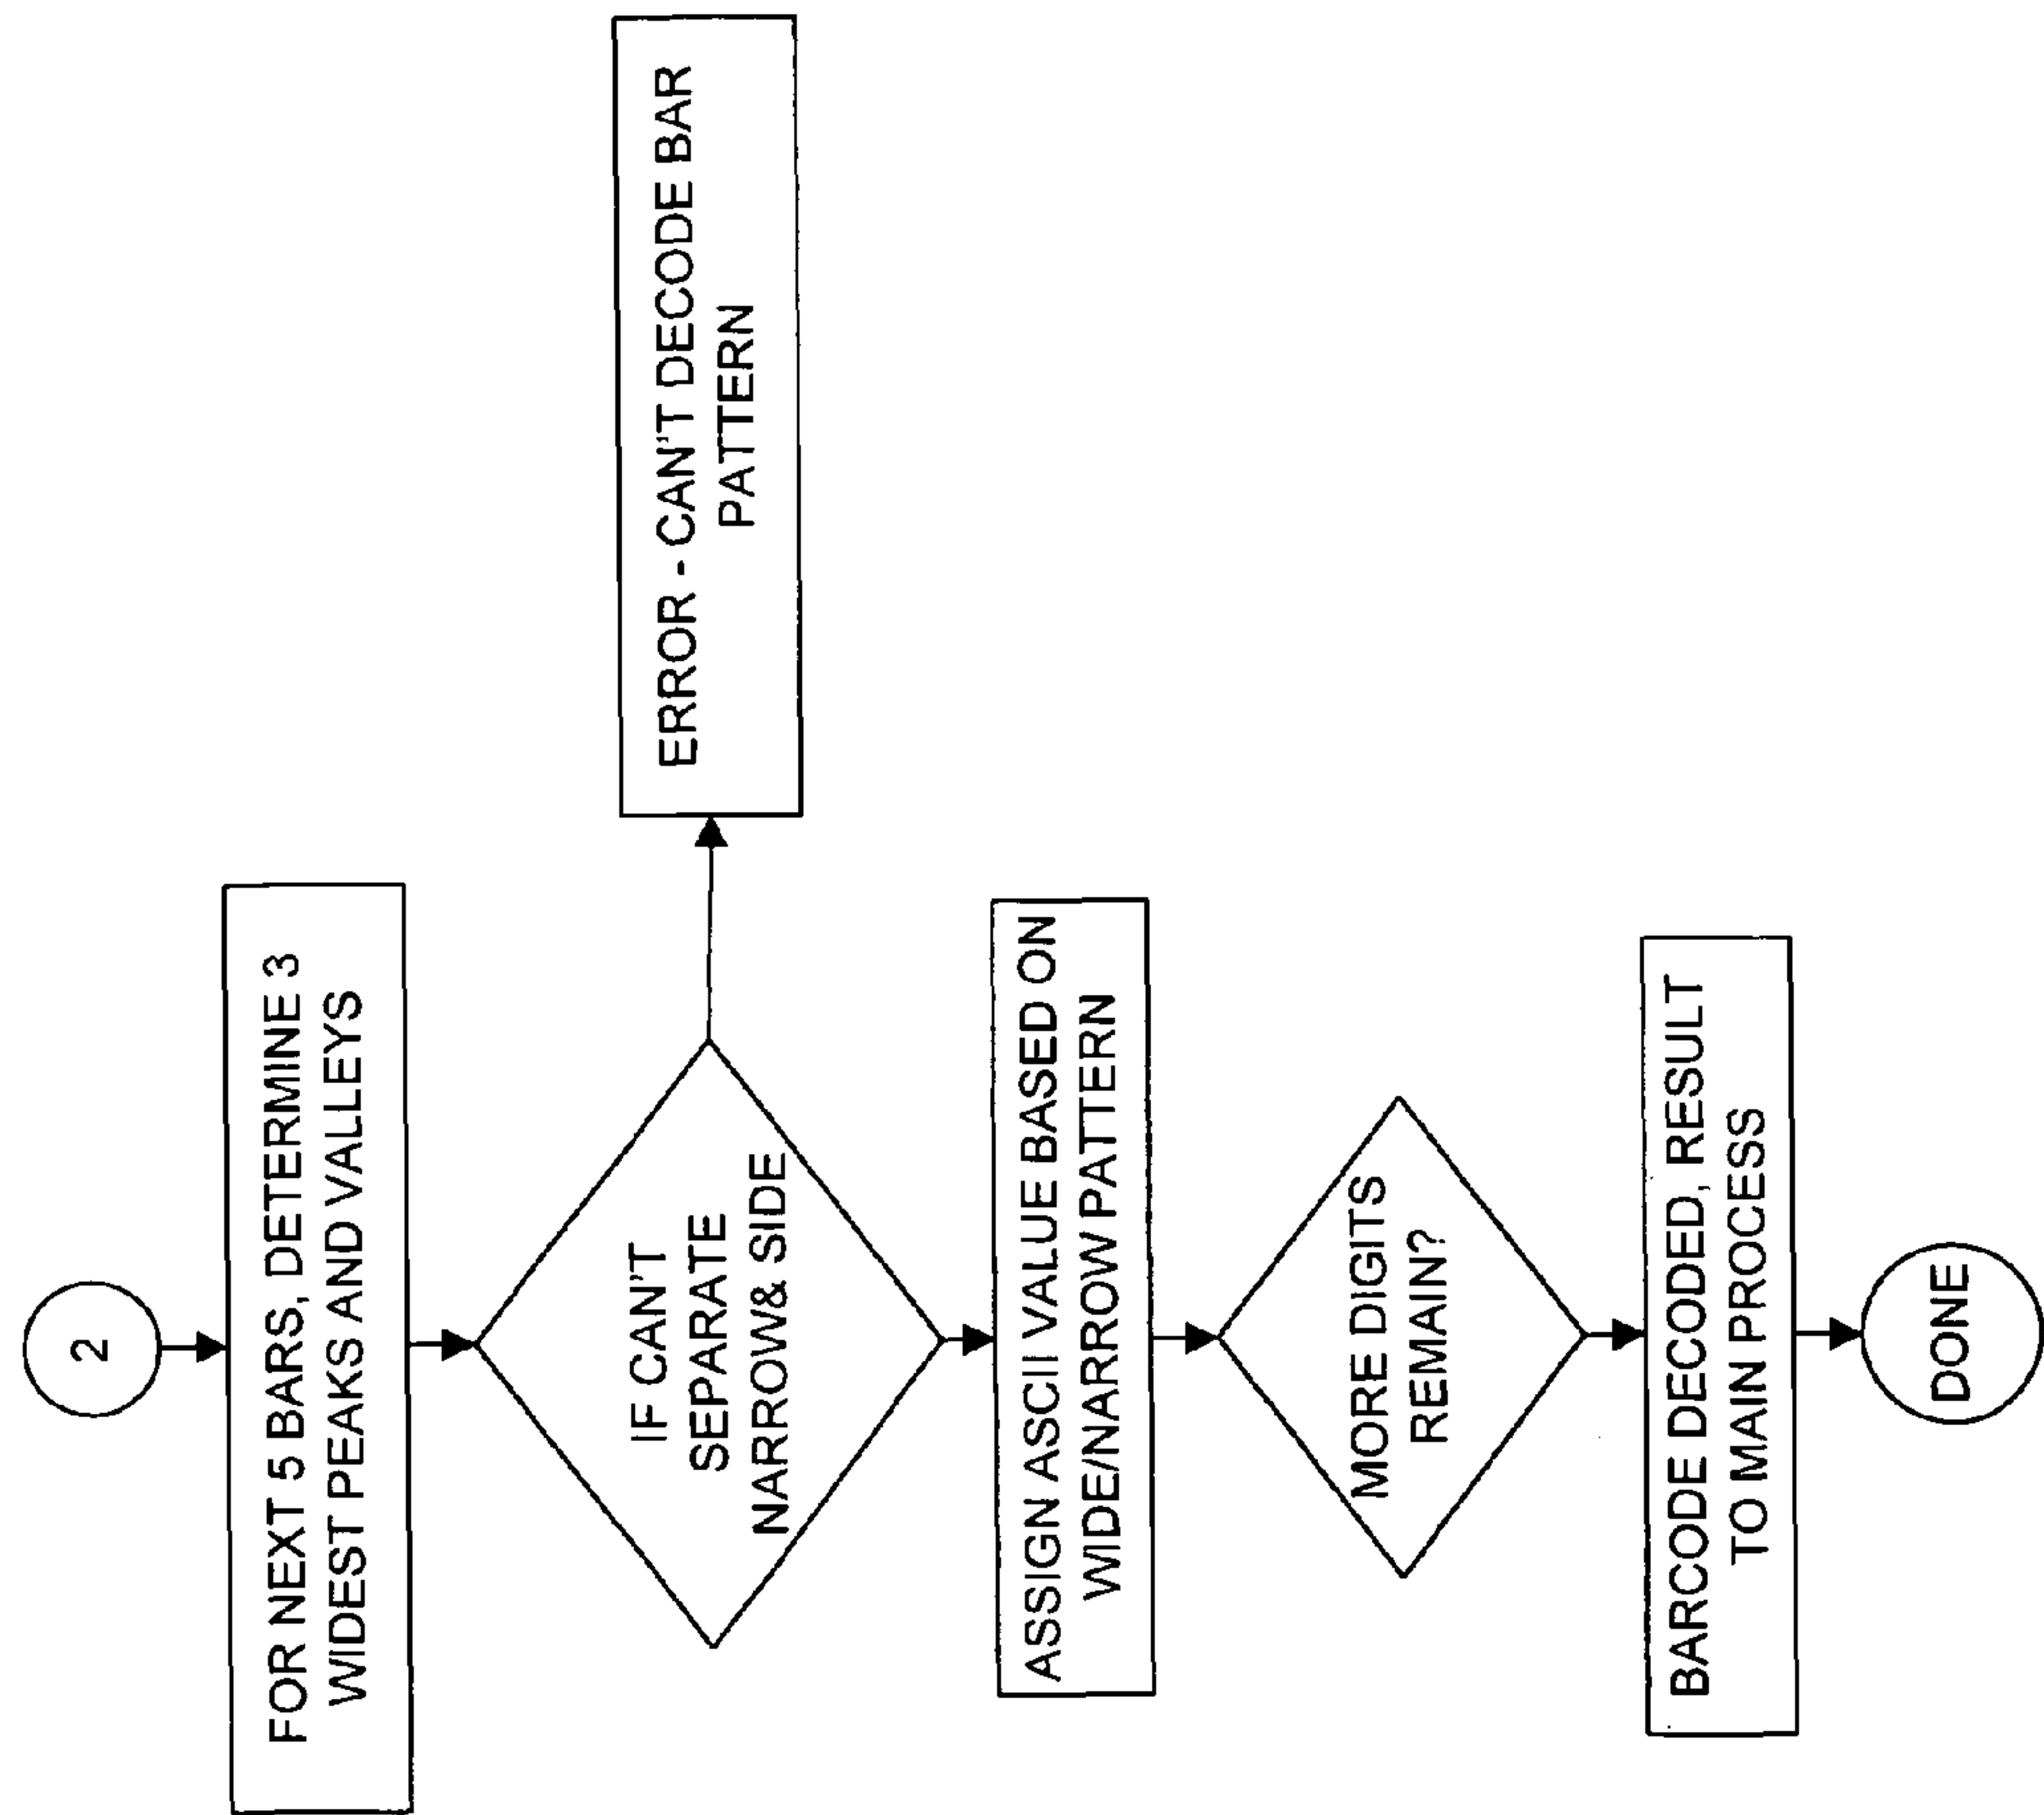 2
FOR NEXT 5 BARS, DETERMINE 3
WIDEST PEAKS AND VALLEYS
IF CAN'T
SEPARATE
NARROW& SIDE
ERROR - CAN'T DECODE BAR
PATTERN
ASSIGN ASCII VALUE BASED ON
WIDE/NARROW PATTERN
MORE DIGITS
REMAIN?
BARCODE DECODED, RESULT
TO MAIN PROCESS
DONE